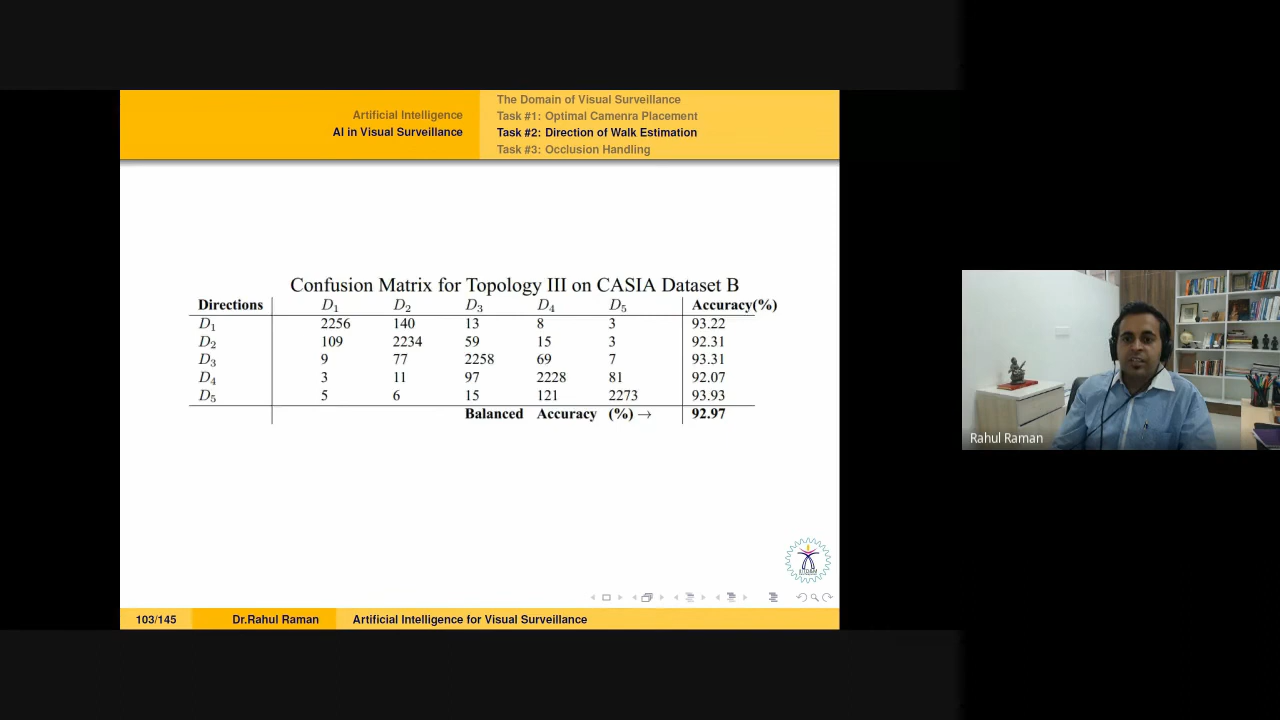 Artificial Intelligence
AI in Visual Surveillance
The Domain of Visual Surveillance
Task #1: Optimal Camenra Placement
Task #2: Direction of Walk Estimation
Task #3: Occlusion Handling
Confusion Matrix for Topology III on CASIA Dataset B
Directions D1 D2 D3 D4 D5 Accuracy(%)
D1 2256 140 13 8 3 93.22
D2 109 2234 59 15 3 92.31
D3 9 77 2258 69 7 93.31
D4 3 11 97 2228 81 92.07
D5 5 6 15 121 2273 93.93
Balanced Accuracy (%) → 92.97
103/145 Dr.Rahul Raman Artificial Intelligence for Visual Surveillance
Rahul Raman